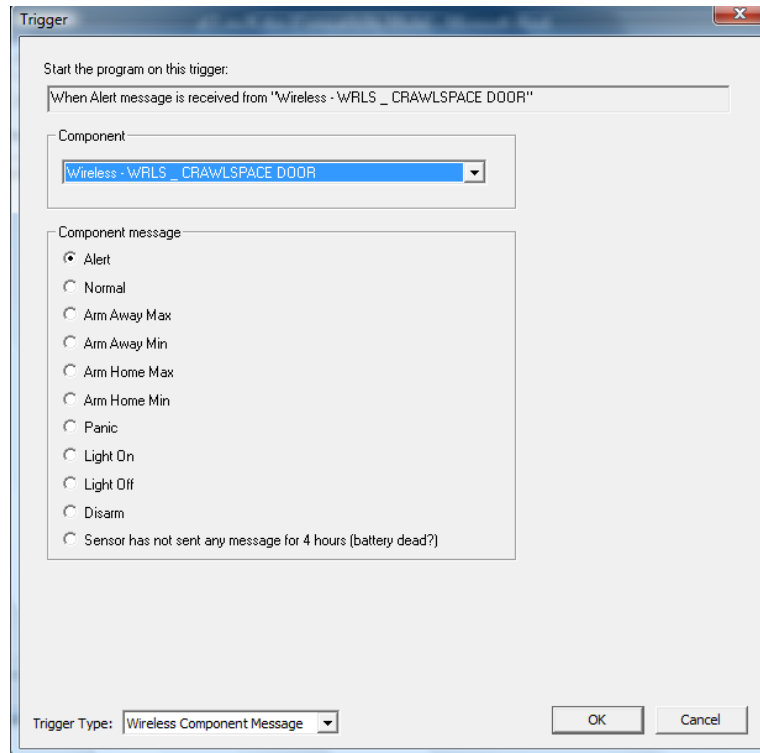 Trigger
Start the program on this trigger:
When Alert message is received from "Wireless - WRLS _ CRAWLSPACE DOOR"
Component
Wireless - WRLS _ CRAWLSPACE DOOR
Component message
Alert
Normal
Arm Away Max
Arm Away Min
Arm Home Max
Arm Home Min
Panic
Light On
Light Off
Disarm
Sensor has not sent any message for 4 hours (battery dead?)
Trigger Type: Wireless Component Message OK Cancel